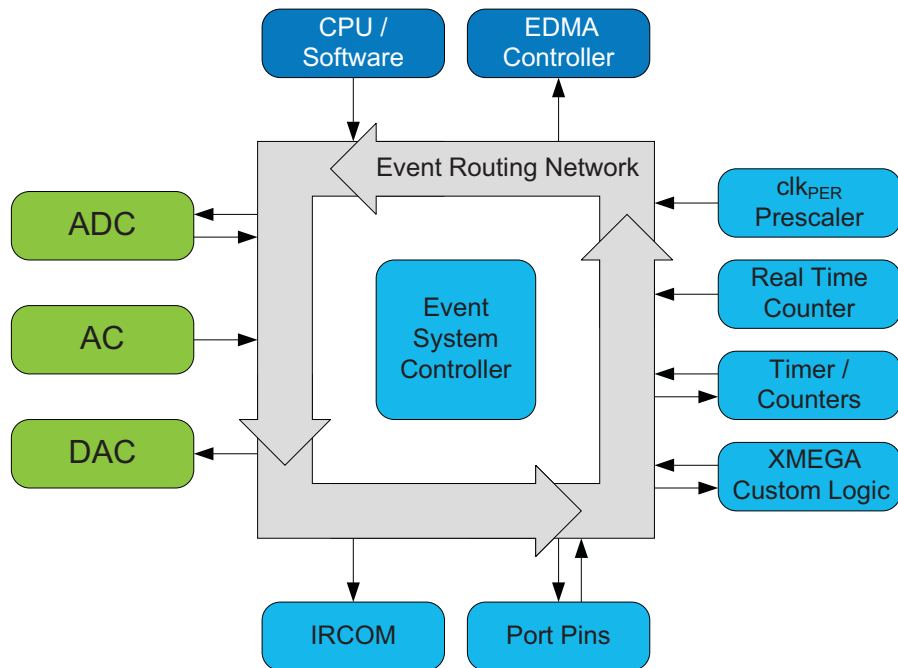 CPU /
Software
EDMA
Controller
Event Routing Network
ADC
AC
DAC
Event
System
Controller
clkPER
Prescaler
Real Time
Counter
Timer /
Counters
XMEGA
Custom Logic
IRCOM
Port Pins